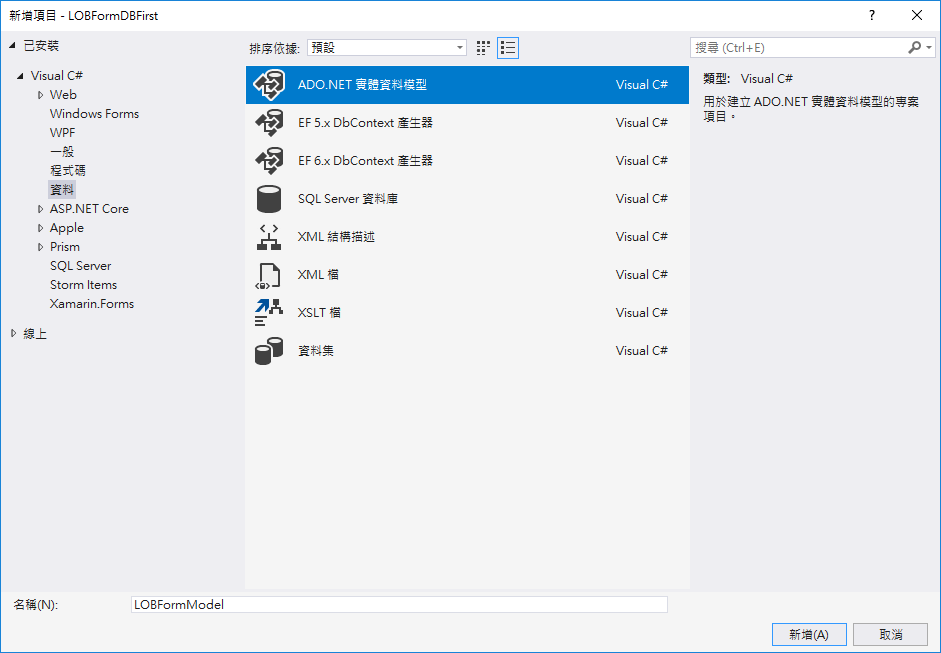 新增項目 - LOBFormDBFirst
?
已安裝
Visual C#
Web
Windows Forms
WPF
一般
程式碼
資料
ASP.NET Core
Apple
Prism
SQL Server
Storm Items
Xamarin.Forms
線上
排序依據: 預設
ADO.NET 實體資料模型 Visual C#
EF 5.x DbContext 產生器 Visual C#
EF 6.x DbContext 產生器 Visual C#
SQL Server 資料庫 Visual C#
XML 結構描述 Visual C#
XML 檔 Visual C#
XSLT 檔 Visual C#
資料集 Visual C#
搜尋 (Ctrl+E)
類型: Visual C#
用於建立 ADO.NET 實體資料模型的專案
項目。
名稱(N): LOBFormModel
新增(A) 取消